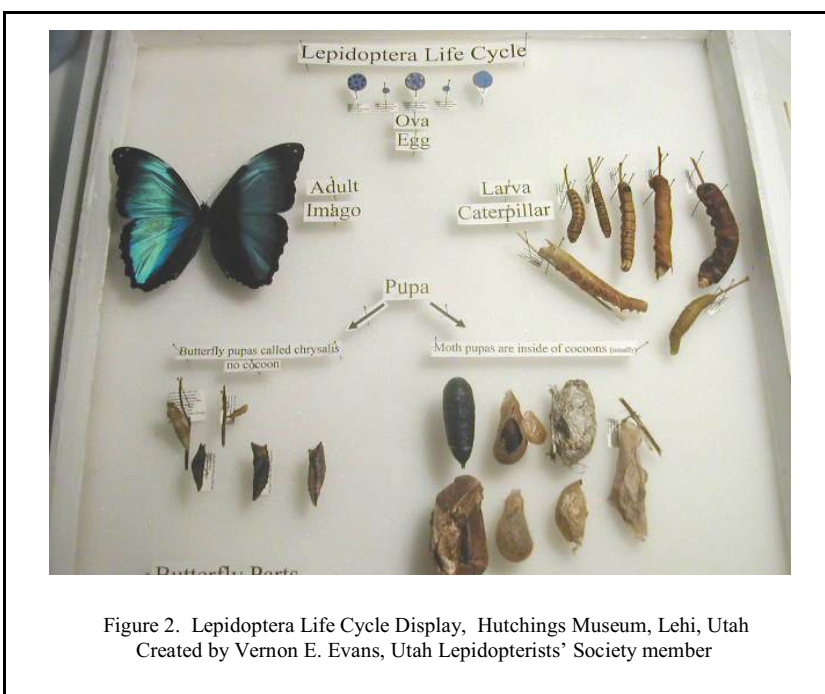 Lepidoptera Life Cycle
Ova
Egg
Adult
Imago
Larva
Caterpillar
Pupa
Butterfly pupas called chrysalis
no cocoon
Moth pupas are inside of cocoons (usually)
Butterfly Parts
Figure 2. Lepidoptera Life Cycle Display, Hutchings Museum, Lehi, Utah
Created by Vernon E. Evans, Utah Lepidopterists' Society member